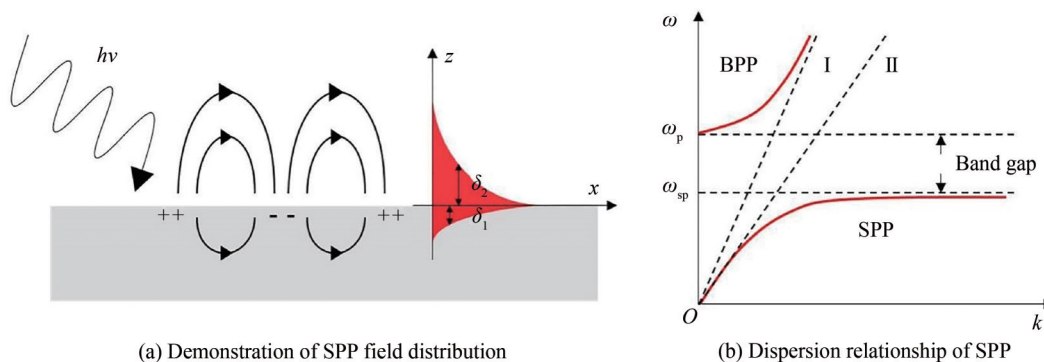 hν
z
δ₂
x
++
- -
++
δ₁
(a) Demonstration of SPP field distribution
ω
BPP
I
II
ωp
Band gap
ωsp
SPP
O
k
(b) Dispersion relationship of SPP